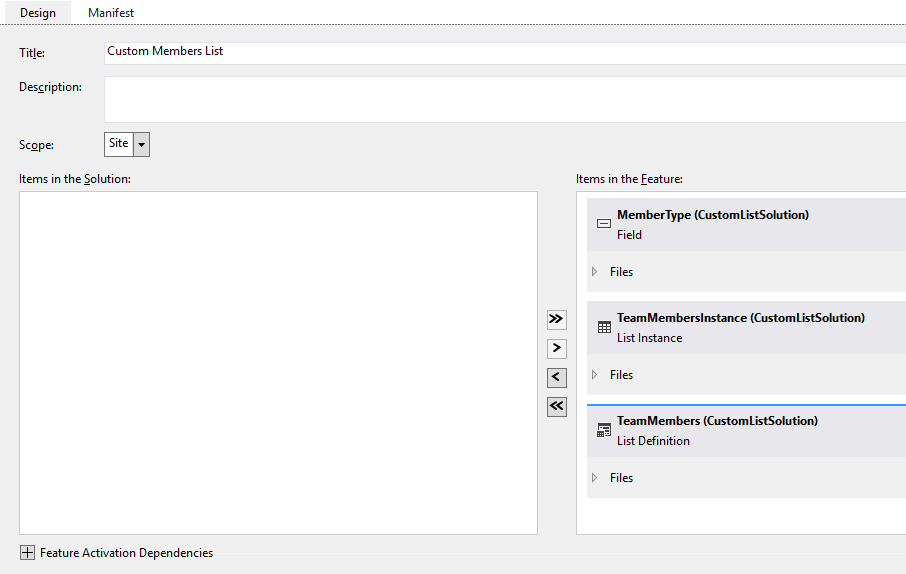 Design
Manifest
Title:
Custom Members List
Description:
Scope:
Site
Items in the Solution:
Items in the Feature:
MemberType (CustomListSolution)
Field
Files
TeamMembersInstance (CustomListSolution)
List Instance
Files
TeamMembers (CustomListSolution)
List Definition
Files
Feature Activation Dependencies